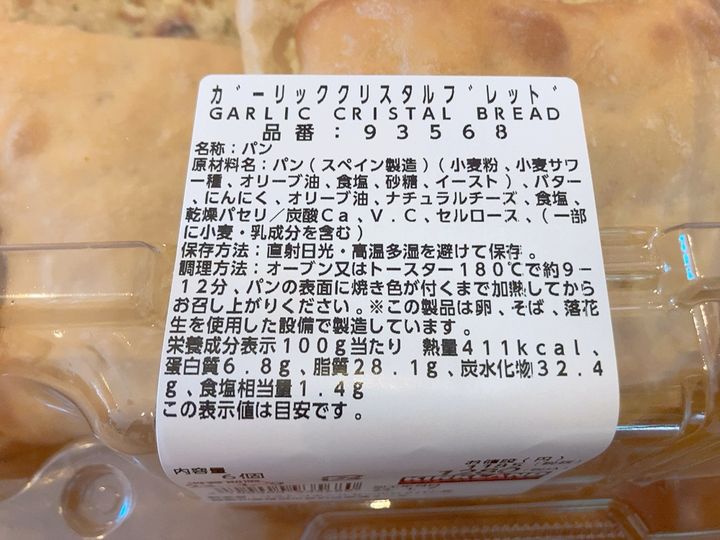 ガーリッククリスタルブレッド
GARLIC CRISTAL BREAD
品番:93568
名称:パン
原材料名:パン(スペイン製造)(小麦粉、小麦サワ
ー種、オリーブ油、食塩、砂糖、イースト)、バター
、にんにく、オリーブ油、ナチュラルチーズ、食塩、
乾燥パセリ/炭酸Ca、V.C、セルロース、(一部
に小麦・乳成分を含む)
保存方法:直射日光・高温多湿を避けて保存。
調理方法:オーブン又はトースター180℃で約9-
12分、パンの表面に焼き色が付くまで加熱してから
お召し上がりください。※この製品は卵、そば、落花
生を使用した設備で製造しています。
栄養成分表示100g当たり 熱量411kcal、
蛋白質6.8g、脂質28.1g、炭水化物32.4
g、食塩相当量1.4g
この表示値は目安です。
内容量
6個
お値段(円)